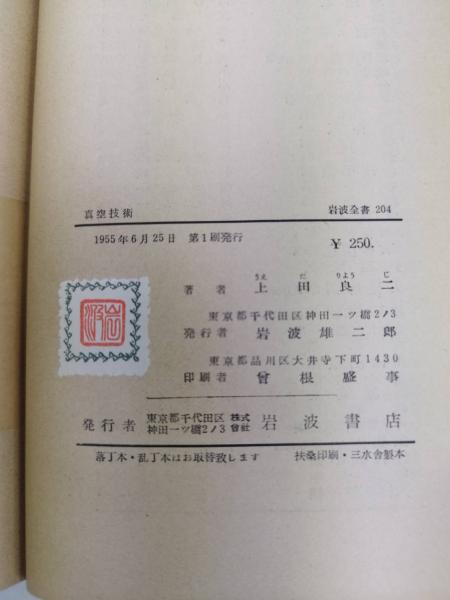 真空技術 岩波全書 204
1955年6月25日 第1刷発行 ¥ 250.
うえ だ りよう じ
著者 上田良二
東京都千代田区神田一ツ橋2ノ3
発行者 岩波雄二郎
東京都品川区大井寺下町1430
印刷者 曾根盛事
発行者 東京都千代田区神田一ツ橋2ノ3 株式会社 岩波書店
落丁本・乱丁本はお取替致します 扶桑印刷・三水舎製本